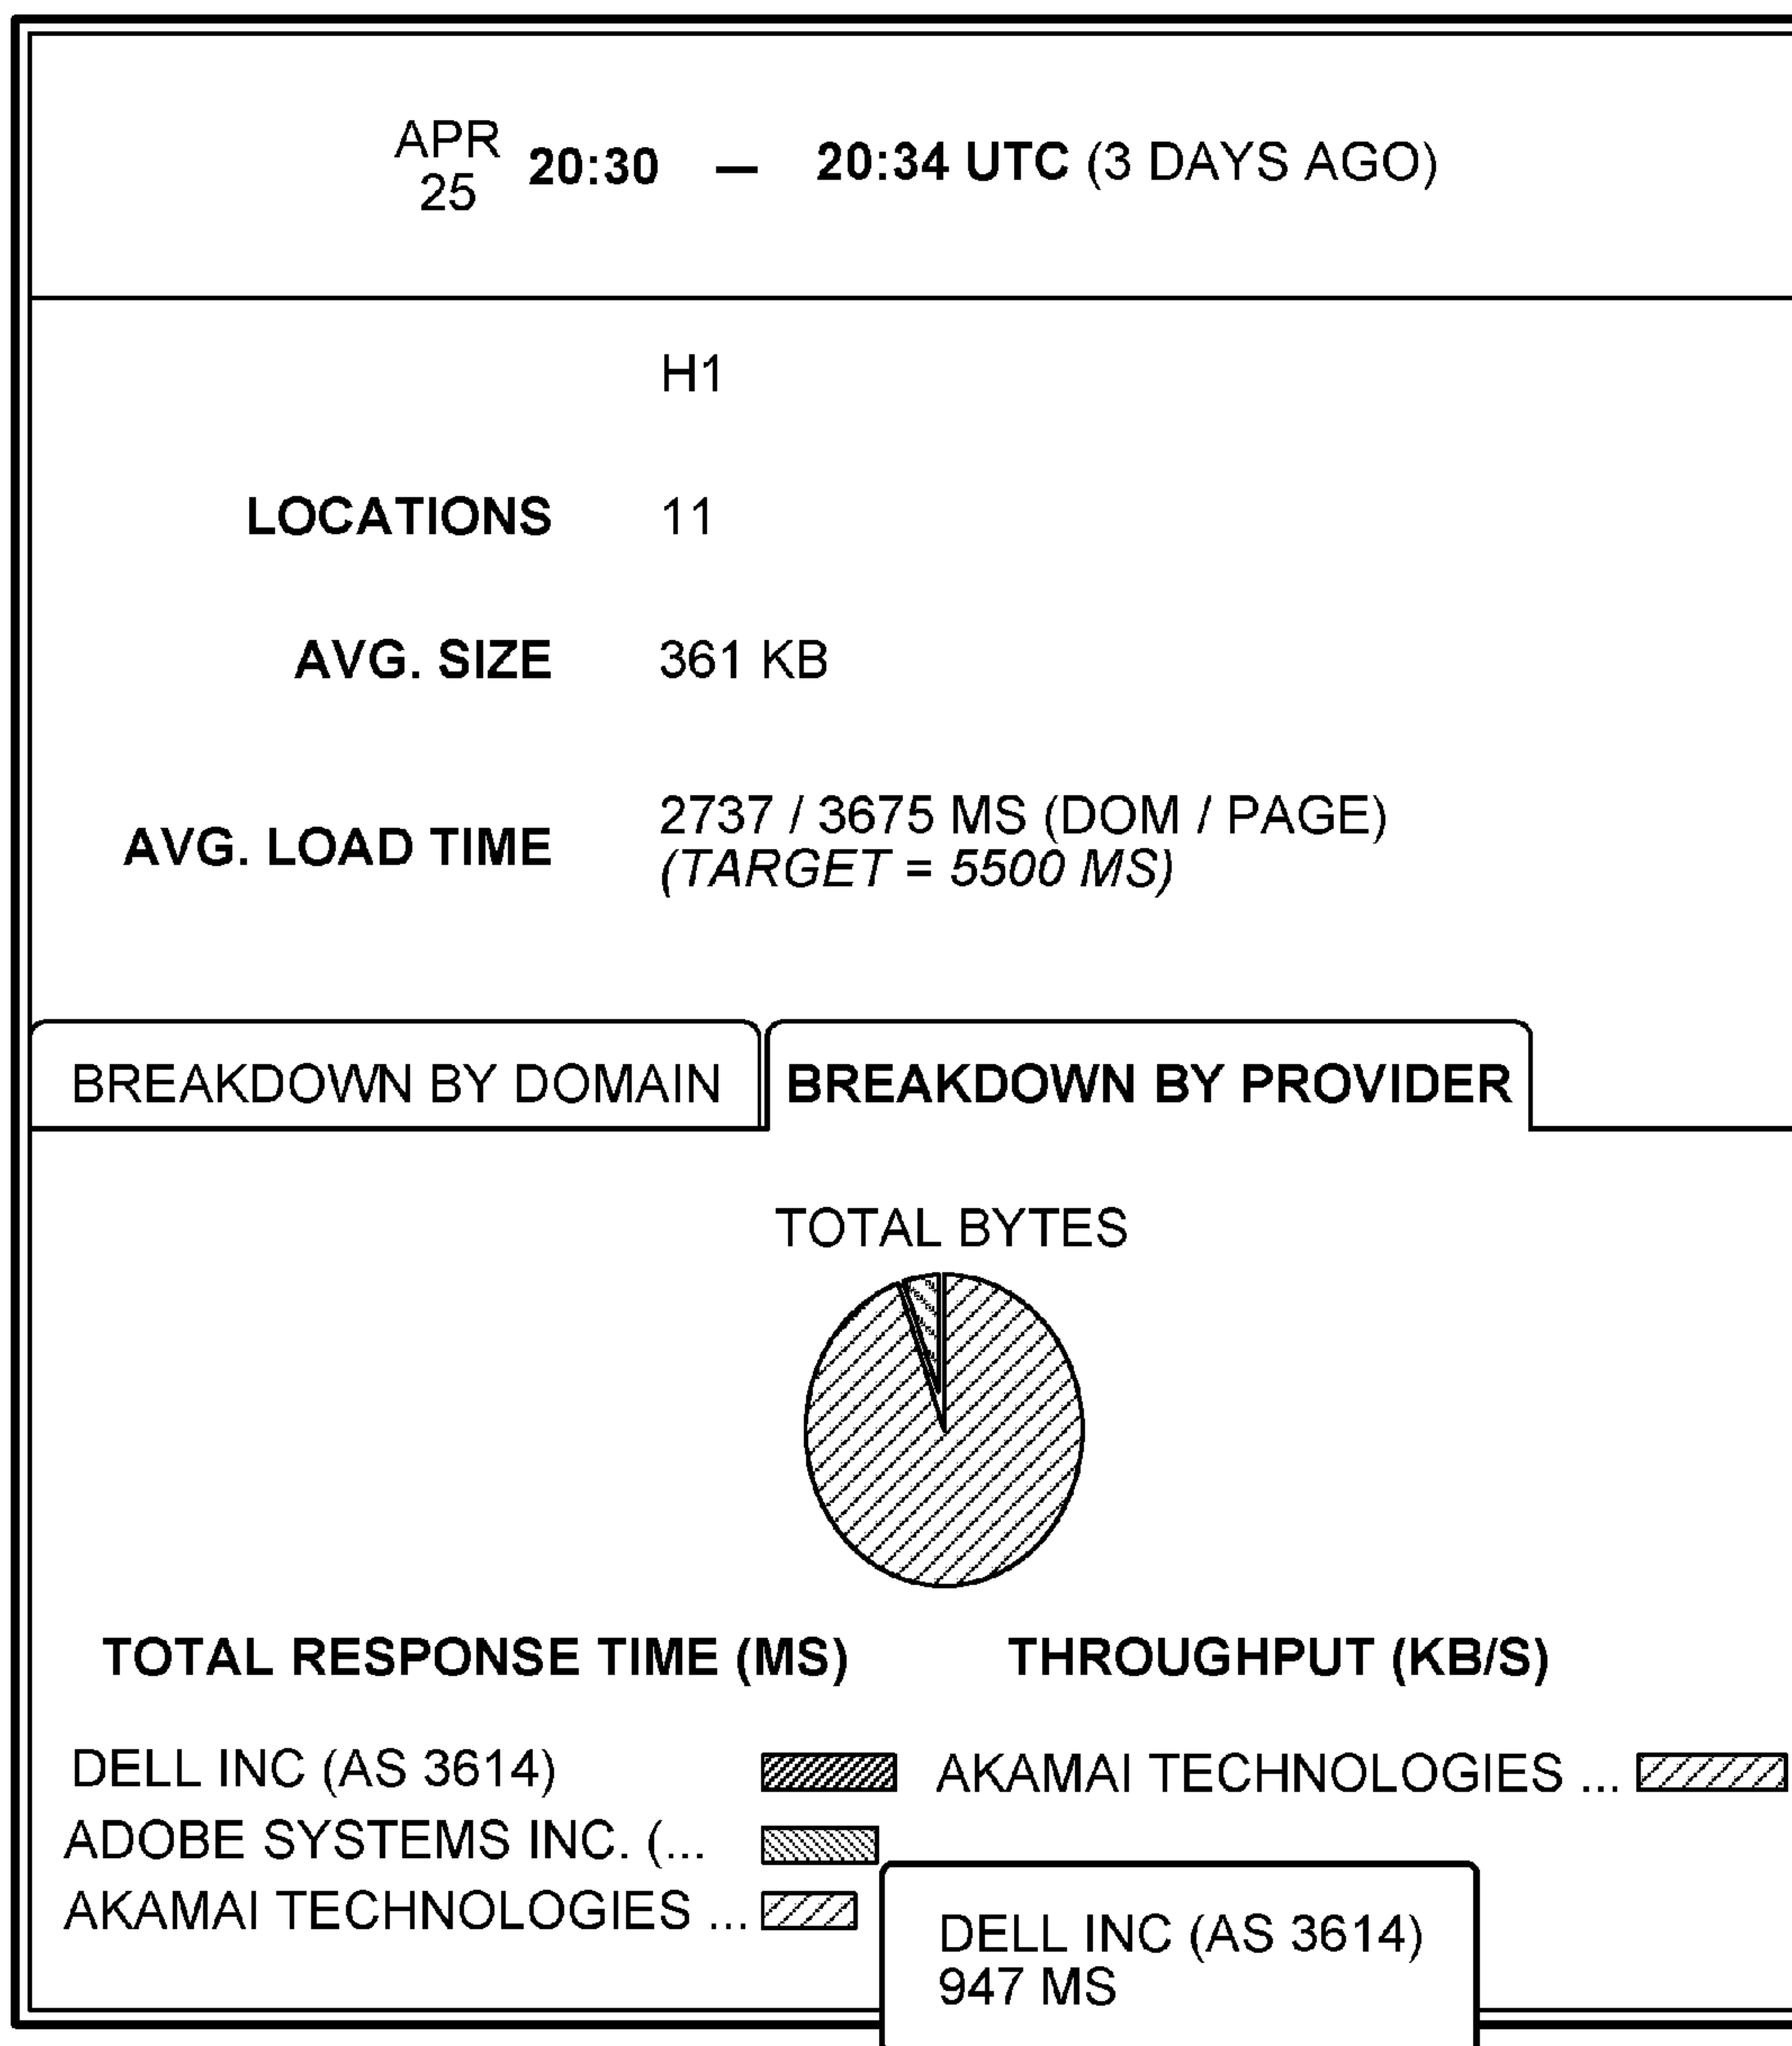 APR
25
20:30 – 20:34 UTC (3 DAYS AGO)
H1
LOCATIONS 11
AVG. SIZE 361 KB
AVG. LOAD TIME 2737 / 3675 MS (DOM / PAGE)
(TARGET = 5500 MS)
BREAKDOWN BY DOMAIN BREAKDOWN BY PROVIDER
TOTAL BYTES
TOTAL RESPONSE TIME (MS) THROUGHPUT (KB/S)
DELL INC (AS 3614) AKAMAI TECHNOLOGIES ...
ADOBE SYSTEMS INC. (...
AKAMAI TECHNOLOGIES ...
DELL INC (AS 3614)
947 MS